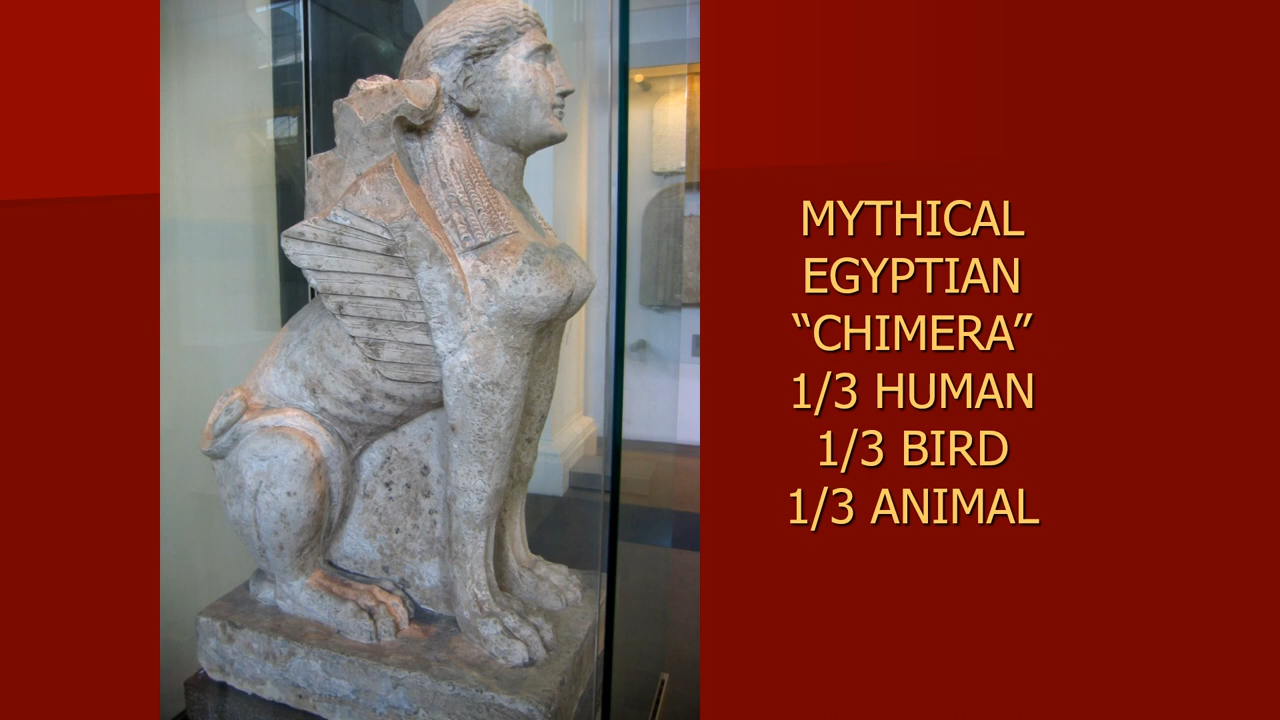 MYTHICAL
EGYPTIAN
“CHIMERA”
1/3 HUMAN
1/3 BIRD
1/3 ANIMAL